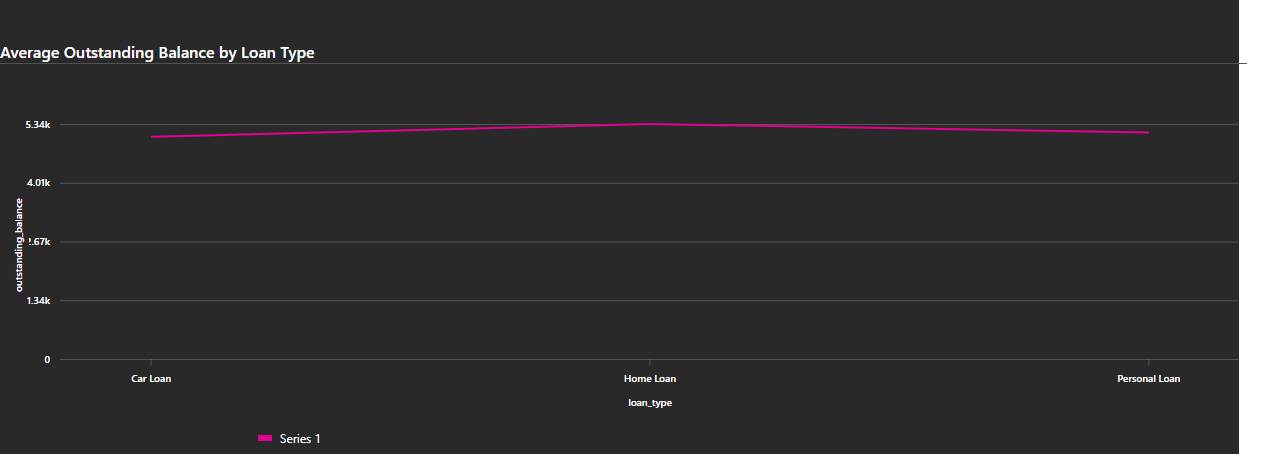 Average Outstanding Balance by Loan Type
5.34k
4.01k
outstanding_balance
2.67k
1.34k
0
Car Loan
Home Loan
Personal Loan
loan_type
Series 1